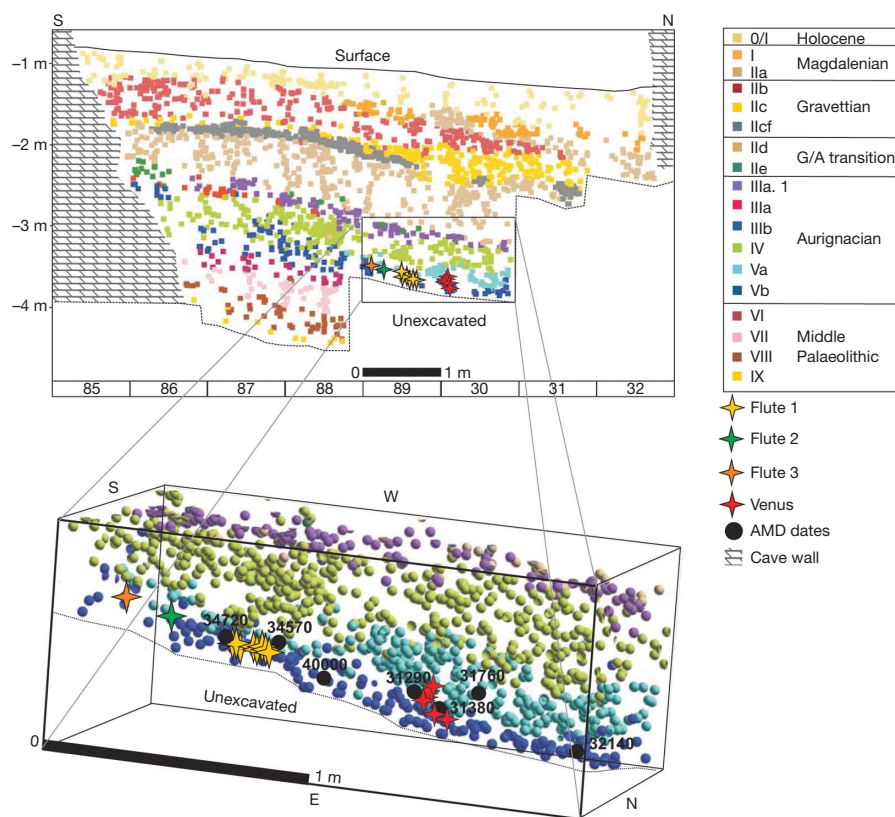 S
N
Surface
−1 m
−2 m
−3 m
−4 m
Unexcavated
0
1 m
85 86 87 88 89 30 31 32
0/I Holocene
I
Magdalenian
IIa
IIb
IIc Gravettian
IIcf
IId
G/A transition
IIe
IIIa. 1
IIIa
IIIb
Aurignacian
IV
Va
Vb
VI
VII Middle
VIII Palaeolithic
IX
Flute 1
Flute 2
Flute 3
Venus
AMD dates
Cave wall
S
W
34720
34570
40000
31290
31760
31380
32140
Unexcavated
0
1 m
E
N